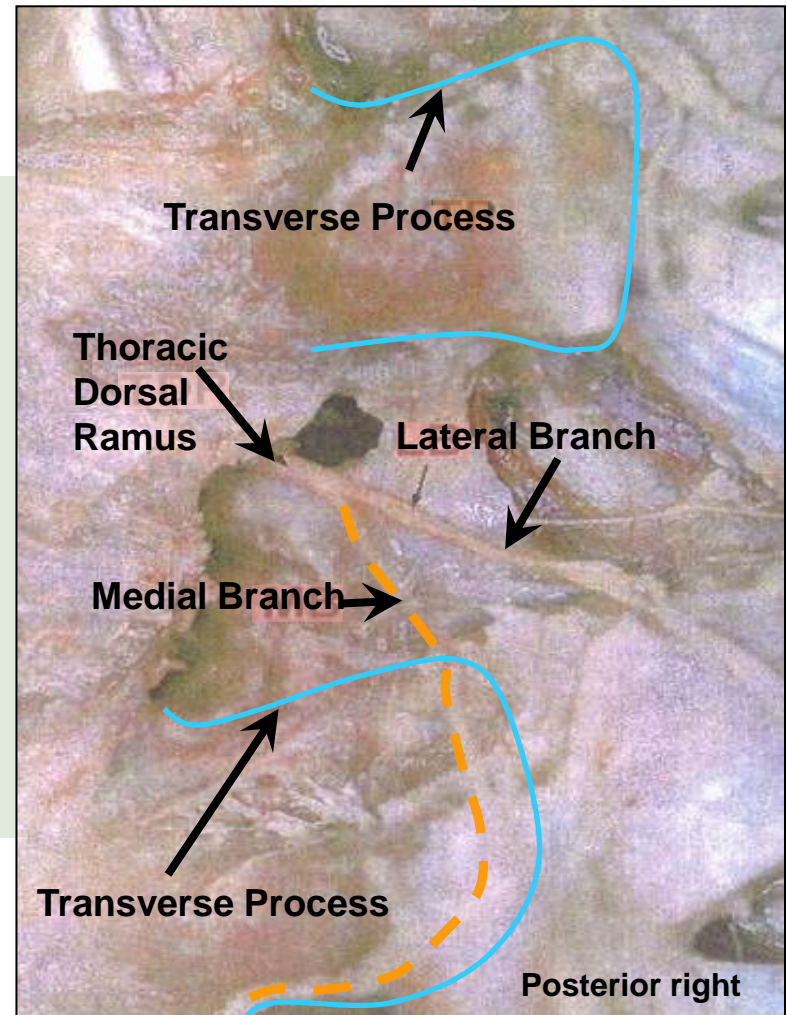 Transverse Process
Thoracic
Dorsal
Ramus
Lateral Branch
Medial Branch
Transverse Process
Posterior right